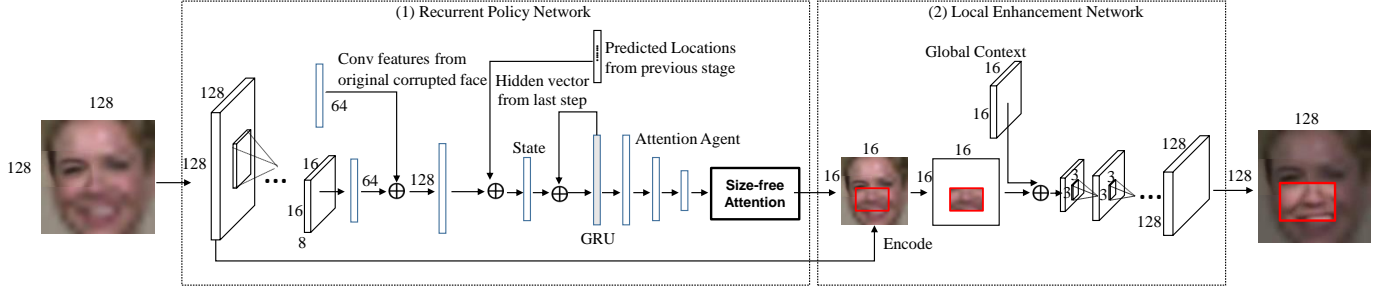 (1) Recurrent Policy Network
(2) Local Enhancement Network
Conv features from
original corrupted face
Predicted Locations
from previous stage
Hidden vector
from last step
Global Context
128
128
128
128
64
16
16
8
64
128
State
GRU
Attention Agent
Size-free
Attention
16
16
Encode
16
16
16
16
3
3
3
3
128
128
128
128